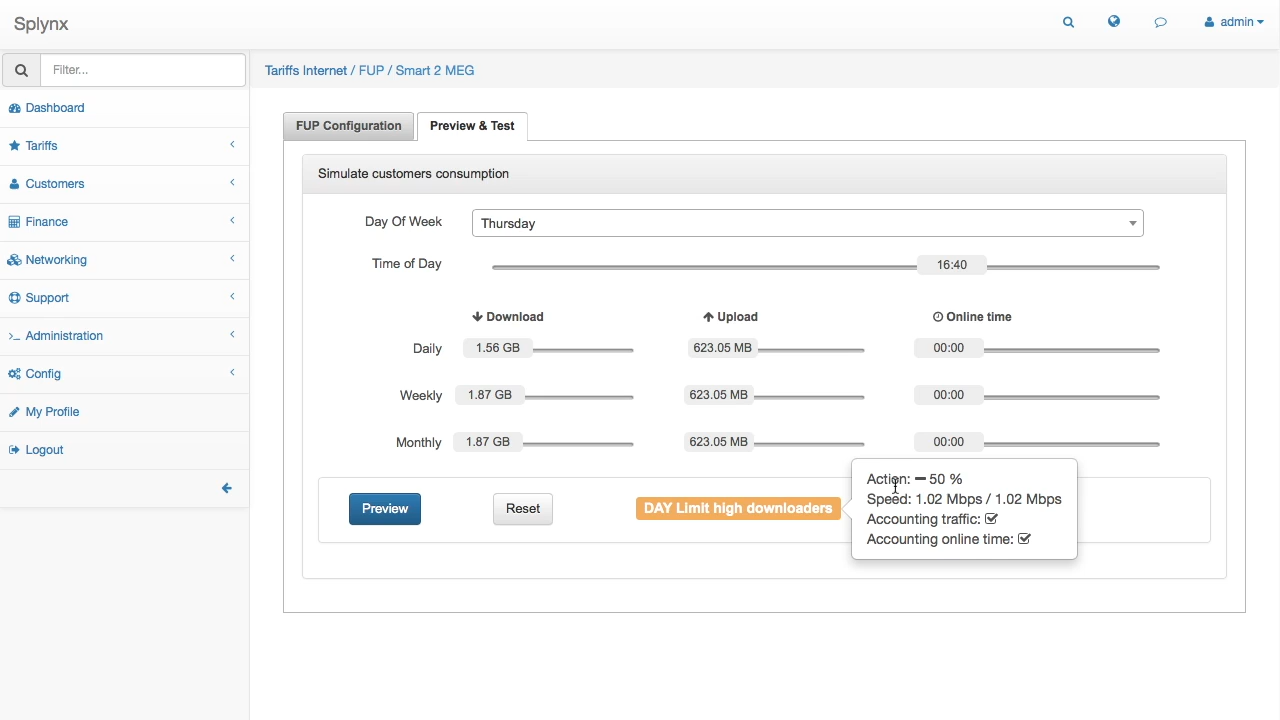 Splynx
admin
Filter...
Tariffs Internet / FUP / Smart 2 MEG
Dashboard
Tariffs
Customers
Finance
Networking
Support
Administration
Config
My Profile
Logout
FUP Configuration
Preview & Test
Simulate customers consumption
Day Of Week
Thursday
Time of Day
16:40
Download
Upload
Online time
Daily
1.56 GB
623.05 MB
00:00
Weekly
1.87 GB
623.05 MB
00:00
Monthly
1.87 GB
623.05 MB
00:00
Preview
Reset
DAY Limit high downloaders
Action: − 50 %
Speed: 1.02 Mbps / 1.02 Mbps
Accounting traffic:
Accounting online time: